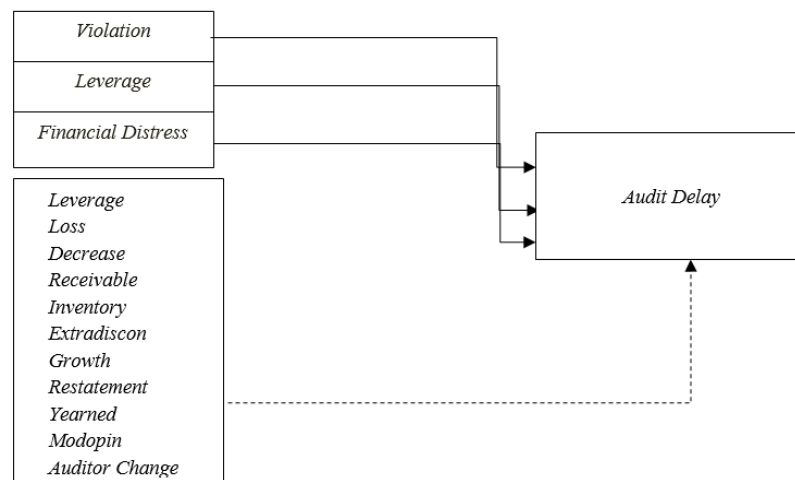 Violation
Leverage
Financial Distress
Audit Delay
Leverage
Loss
Decrease
Receivable
Inventory
Extradiscon
Growth
Restatement
Yearned
Modopin
Auditor Change